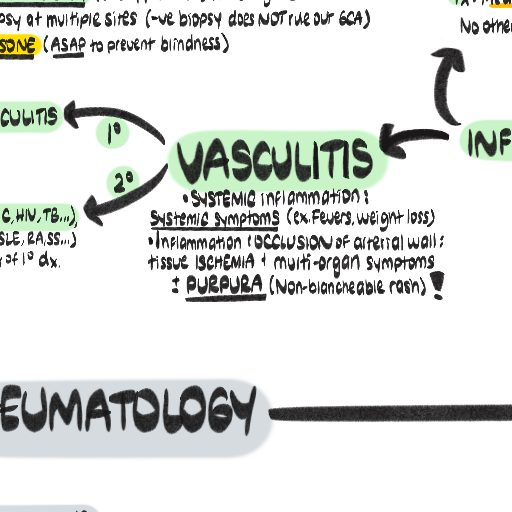 psy at multiple sites (-ve biopsy does NOT rule out GCA)
No other
SONE (ASAP to prevent blindness)
CULITIS
1°
INF
VASCULITIS
2°
• SYSTEMIC inflammation:
C, HIV, TB...),
Systemic Symptoms (ex. Fevers, weight loss)
SLE, RA, SS...)
• Inflammation & OCCLUSION of arterial wall:
of 1° dx.
tissue ISCHEMIA + multi-organ symptoms
± PURPURA (Non-blancheable rash) !
EUMATOLOGY